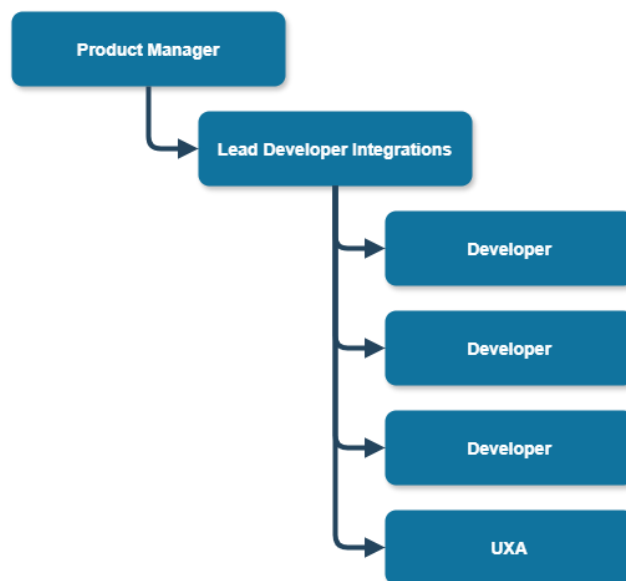 Product Manager
Lead Developer Integrations
Developer
Developer
Developer
UXA